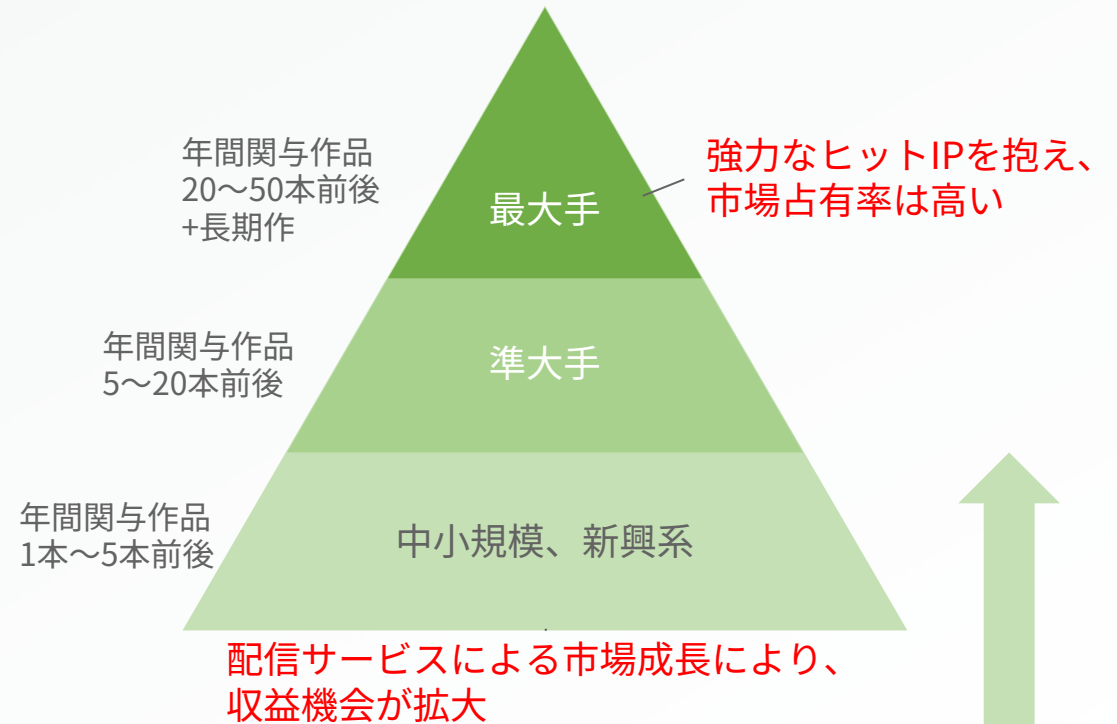 年間関与作品
20～50本前後
+長期作
最大手
強力なヒットIPを抱え、
市場占有率は高い
年間関与作品
5～20本前後
準大手
年間関与作品
1本～5本前後
中小規模、新興系
配信サービスによる市場成長により、
収益機会が拡大